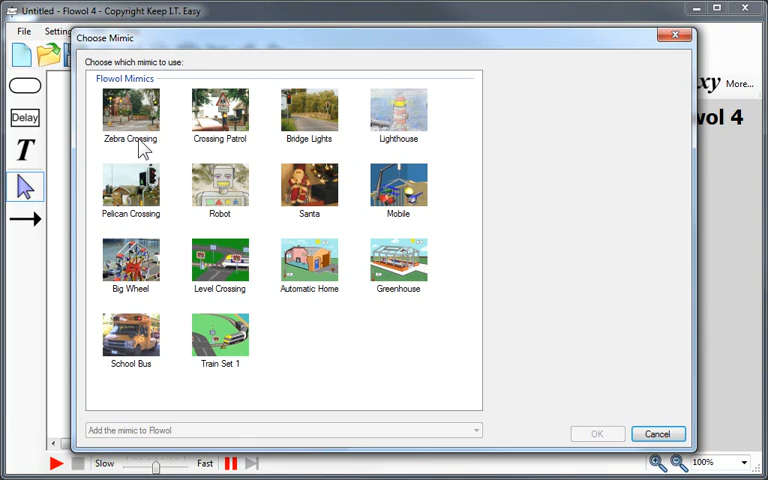 Untitled - Flowol 4 - Copyright Keep I.T. Easy
File
Choose Mimic
Choose which mimic to use:
Flowol Mimics
Zebra Crossing
Crossing Patrol
Bridge Lights
Lighthouse
Pelican Crossing
Robot
Santa
Mobile
Big Wheel
Level Crossing
Automatic Home
Greenhouse
School Bus
Train Set 1
Add the mimic to Flowol
OK
Cancel
Delay
T
xy
More...
wol 4
Slow
Fast
100%